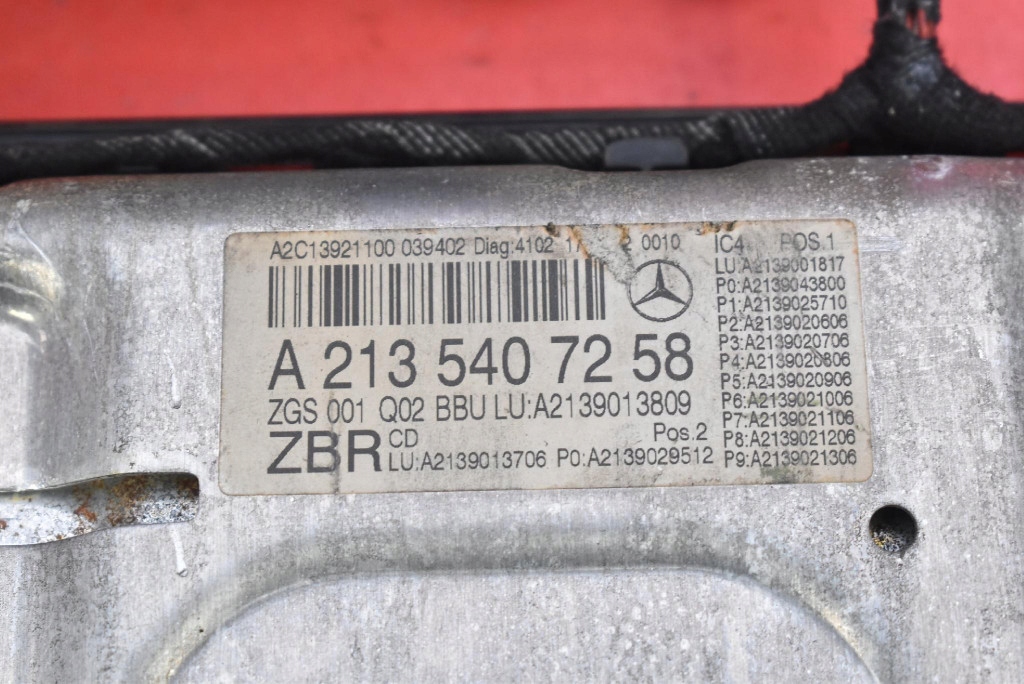 A2C13921100 039402 Diag:4102 0010
A 213 540 72 58
ZGS 001 Q02 BBU LU:A2139013809
ZBR CD Pos.2
LU:A2139013706 P0:A2139029512
IC4 POS.1
LU:A2139001817
P0:A2139043800
P1:A2139025710
P2:A2139020606
P3:A2139020706
P4:A2139020806
P5:A2139020906
P6:A2139021006
P7:A2139021106
P8:A2139021206
P9:A2139021306